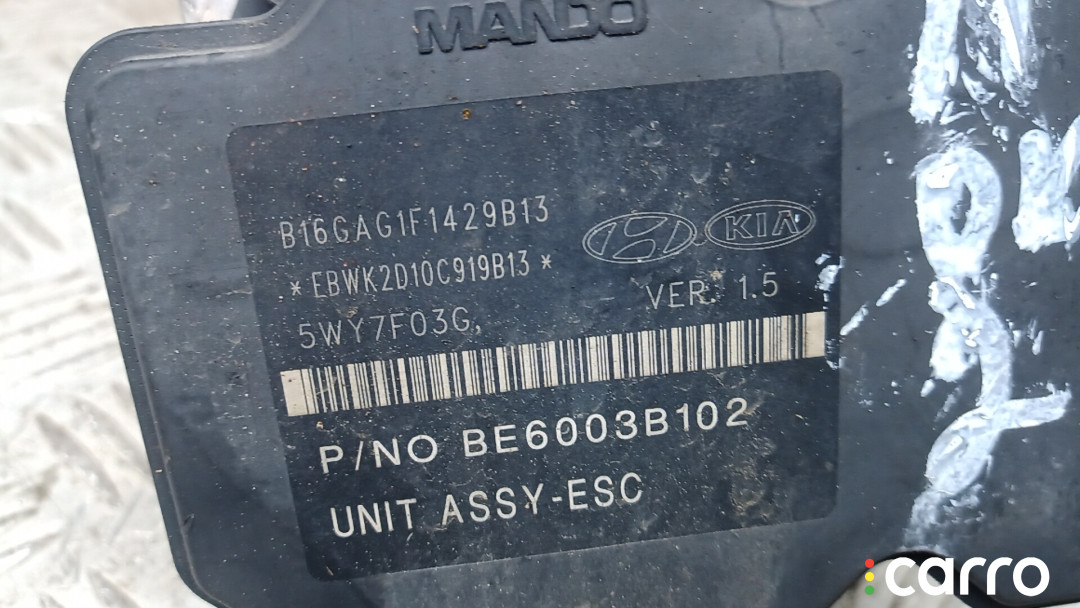 MANDO
B16GAG1F1429B13
KIA
*EBWK2D10C919B13*
VER. 1.5
5WY7F03G,
P/NO BE6003B102
UNIT ASSY-ESC
carro